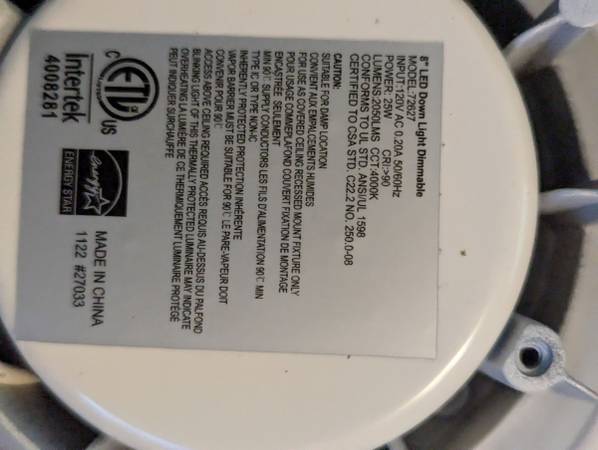 8" LED Down Light Dimmable
MODEL:72627
INPUT:120V AC 0.20A 50/60Hz
POWER: 25W CRI:>90
LUMENS:2050LMS CCT:4000K
CONFORMS TO UL STD. ANSI/UL 1598
CERTIFIED TO CSA STD. C22.2 NO. 250.0-08
CAUTION:
SUITABLE FOR DAMP LOCATION
CONVIENT AUX EMPALCEMENTS HUMIDES
FOR USE AS COVERED CEILING RECESSED MOUNT FIXTURE ONLY
POUR USAGE COMMEPLAFOND COUVERT FIXATION DE MONTAGE
ENCASTRÉE SEULEMENT
MIN 90℃ SUPPLY CONDUCTORS LES FILS D'ALIMENTATION 90℃ MIN
TYPE IC OR TYPE NON-IC
INHERENTLY PROTECTED PROTECTION INHÉRENTE
VAPOR BARRIER MUST BE SUITABLE FOR 90℃ LE PARE-VAPEUR DOIT
CONVENIR POUR 90℃
ACCESS ABOVE CEILING REQUIRED ACCÈS REQUIS AU-DESSUS DU PALFOND
BLINKING LIGHT OF THIS THERMALLY PROTECTED LUMINAIRE MAY INDICATE
OVERHEATING LA LUMIÈRE DE CE THERMIQUEMENT LUMINAIRE PROTÉGÉ
PEUT INDIQUER SURCHAUFFE
C ETL US
Intertek
4008281
energy
ENERGY STAR
MADE IN CHINA
1122 #27033